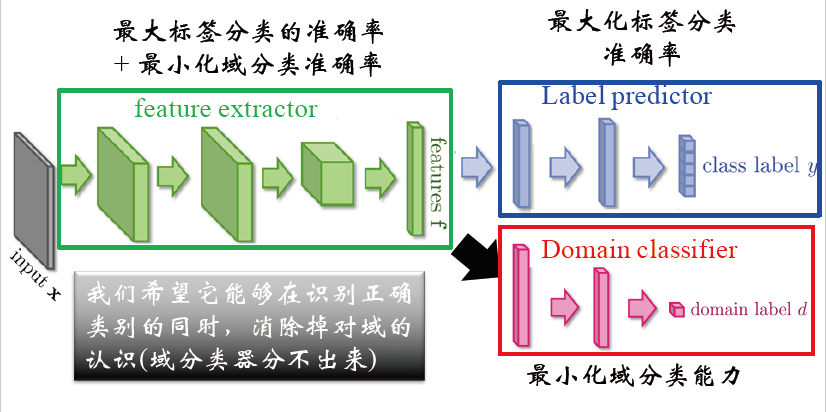 最大标签分类的准确率
+ 最小化域分类准确率
最大化标签分类
准确率
feature extractor
Label predictor
input x
features f
class label y
Domain classifier
domain label d
我们希望它能够在识别正确
类别的同时，消除掉对域的
认识(域分类器分不出来)
最小化域分类能力